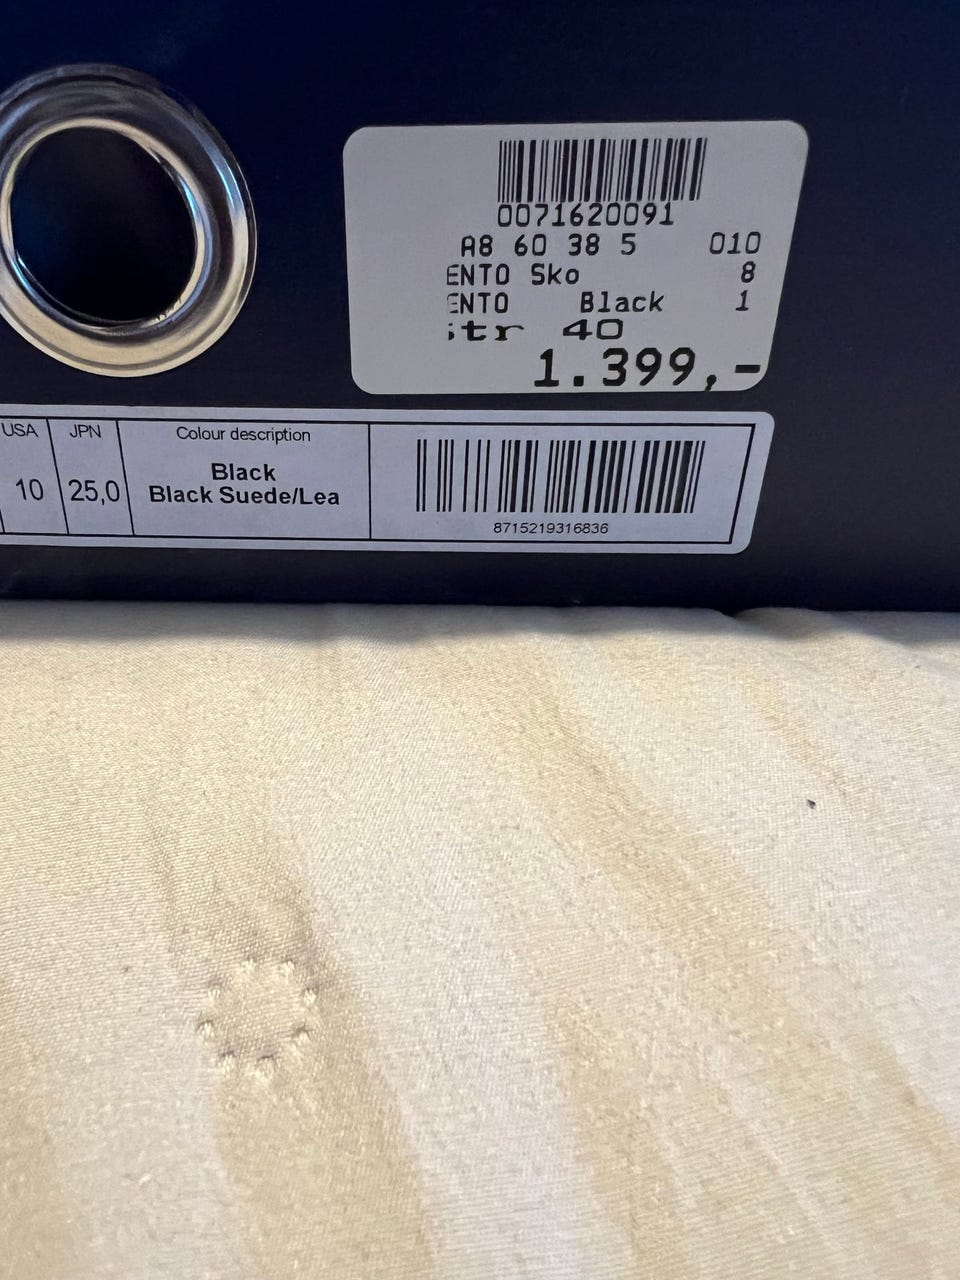 0071620091
A8 60 38 5 010
ENTO Sko 8
ENTO Black 1
tr 40
1.399,-
USA JPN Colour description
10 25,0 Black
Black Suede/Lea
8715219316836